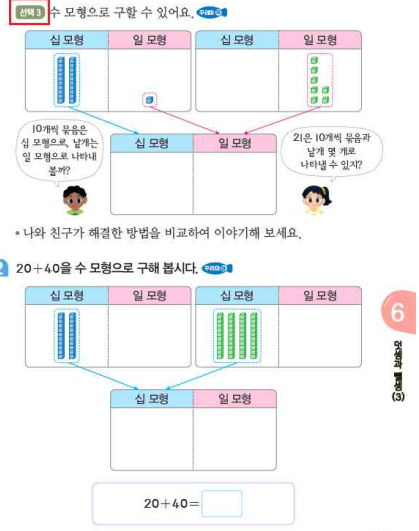 선택 3 수 모형으로 구할 수 있어요.
십 모형 일 모형 십 모형 일 모형
10개씩 묶음은
십 모형으로, 낱개는
일 모형으로 나타내
볼까?
십 모형 일 모형
21은 10개씩 묶음과
낱개 몇 개로
나타낼 수 있지?
• 나와 친구가 해결한 방법을 비교하여 이야기해 보세요.
2 20+40을 수 모형으로 구해 봅시다.
십 모형 일 모형 십 모형 일 모형
십 모형 일 모형
20+40=
6
덧셈과 뺄셈
(3)